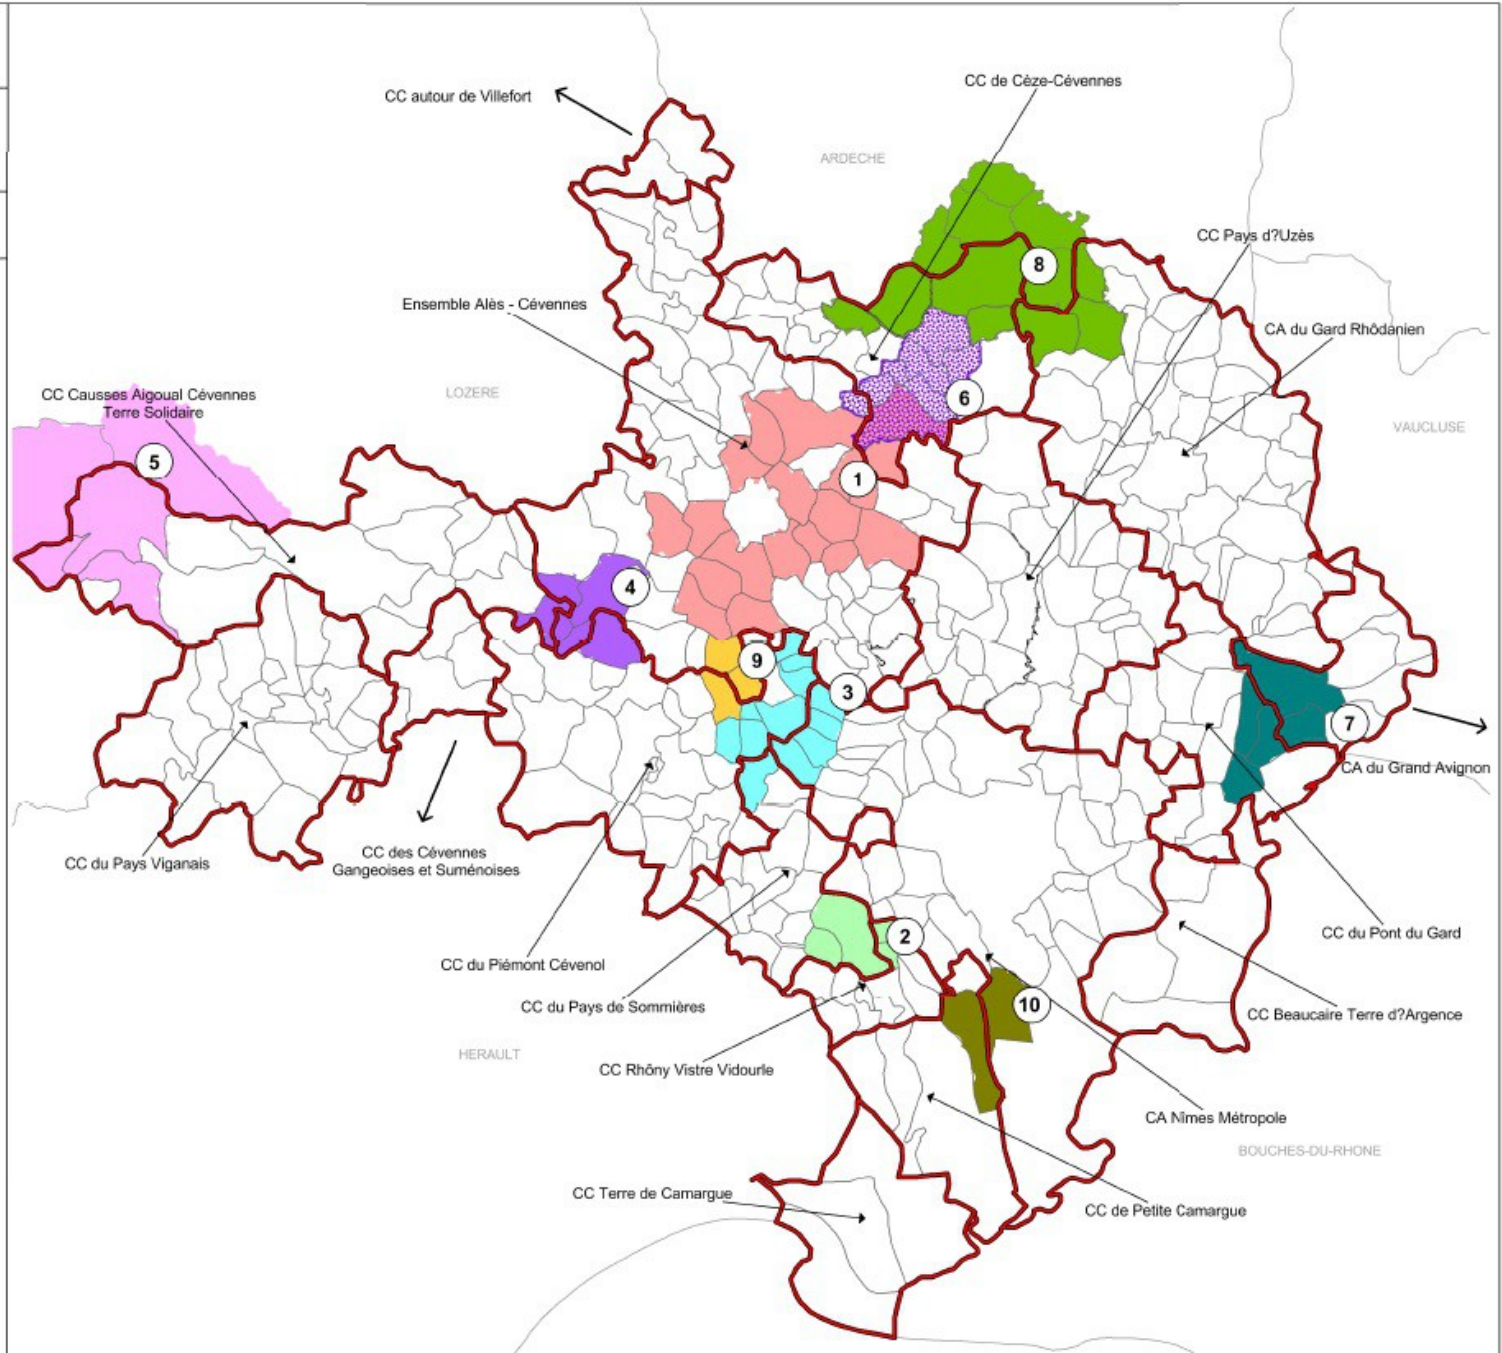 CC de Cèze-Cévennes
CC autour de Villefort
ARDECHE
CC Pays d?Uzès
8
Ensemble Alès - Cévennes
CA du Gard Rhôdanien
LOZERE
CC Causses Aigoual Cévennes
Terre Solidaire
6
VAUCLUSE
5
1
4
9
3
7
CA du Grand Avignon
CC du Pays Viganais
CC des Cévennes
Gangeoises et Suménoises
2
CC du Pont du Gard
CC du Piémont Cévenol
CC du Pays de Sommières
10
CC Beaucaire Terre d?Argence
HERAULT
CC Rhôny Vistre Vidourle
CA Nîmes Métropole
BOUCHES-DU-RHONE
CC Terre de Camargue
CC de Petite Camargue